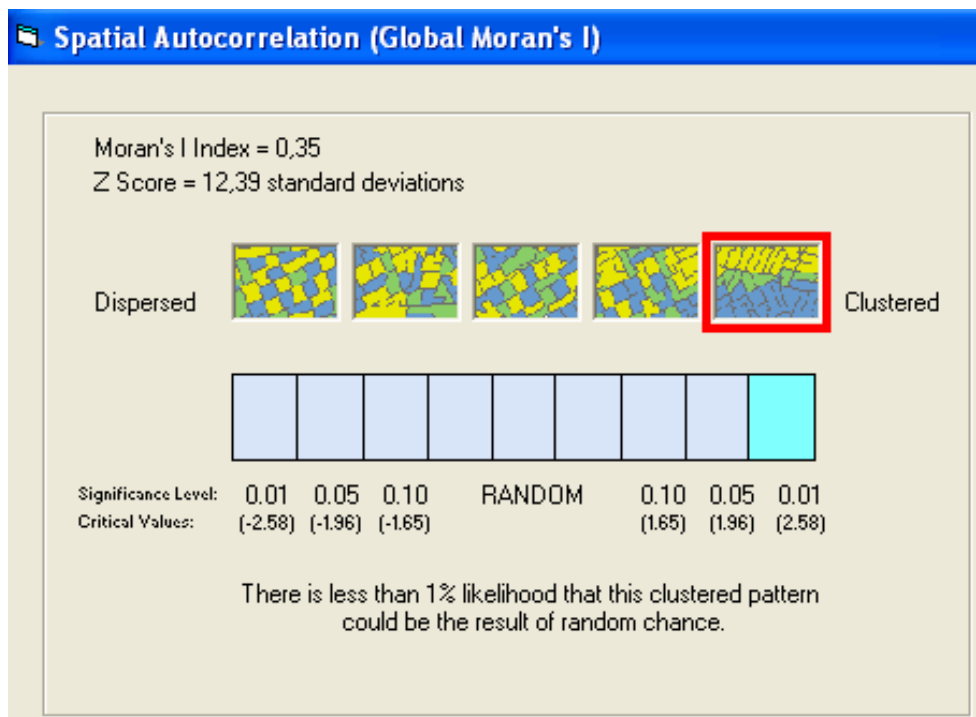 Spatial Autocorrelation (Global Moran's I)
Moran's I Index = 0,35
Z Score = 12,39 standard deviations
Dispersed Clustered
Significance Level: 0.01 0.05 0.10 RANDOM 0.10 0.05 0.01
Critical Values: (-2.58) (-1.96) (-1.65) (1.65) (1.96) (2.58)
There is less than 1% likelihood that this clustered pattern
could be the result of random chance.